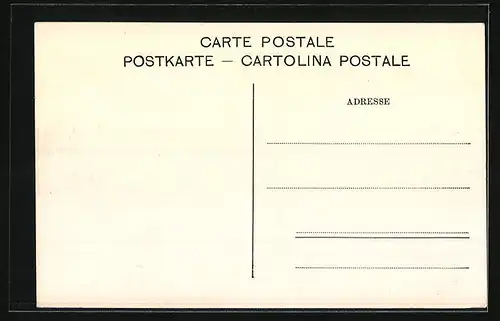 CARTE POSTALE
POSTKARTE — CARTOLINA POSTALE
ADRESSE